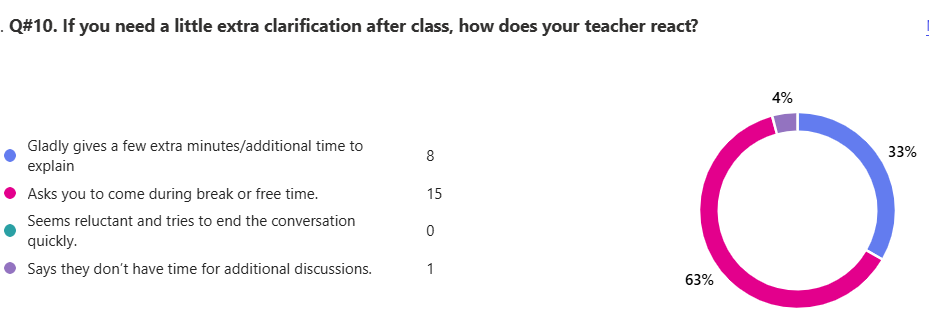 . Q#10. If you need a little extra clarification after class, how does your teacher react?
4%
33%
Gladly gives a few extra minutes/additional time to
explain
8
Asks you to come during break or free time.
15
Seems reluctant and tries to end the conversation
quickly.
0
Says they don't have time for additional discussions.
1
63%